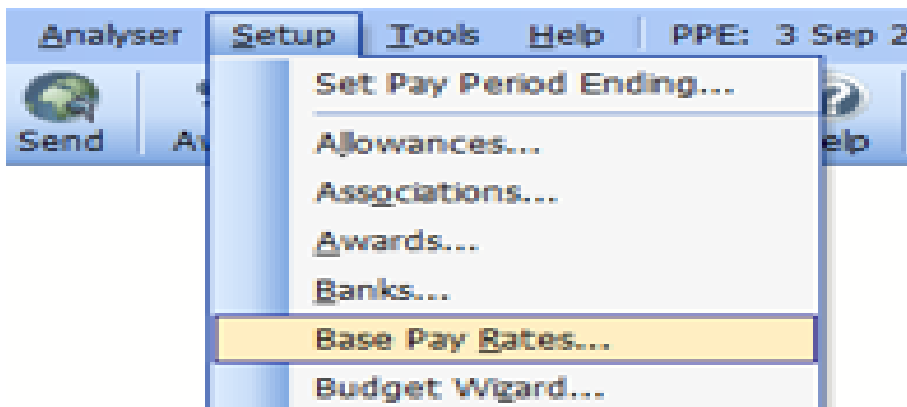 Analyser Setup Tools Help PPE: 3 Sep 2
Set Pay Period Ending...
Send Aw elp
Allowances...
Associations...
Awards...
Banks...
Base Pay Rates...
Budget Wizard...